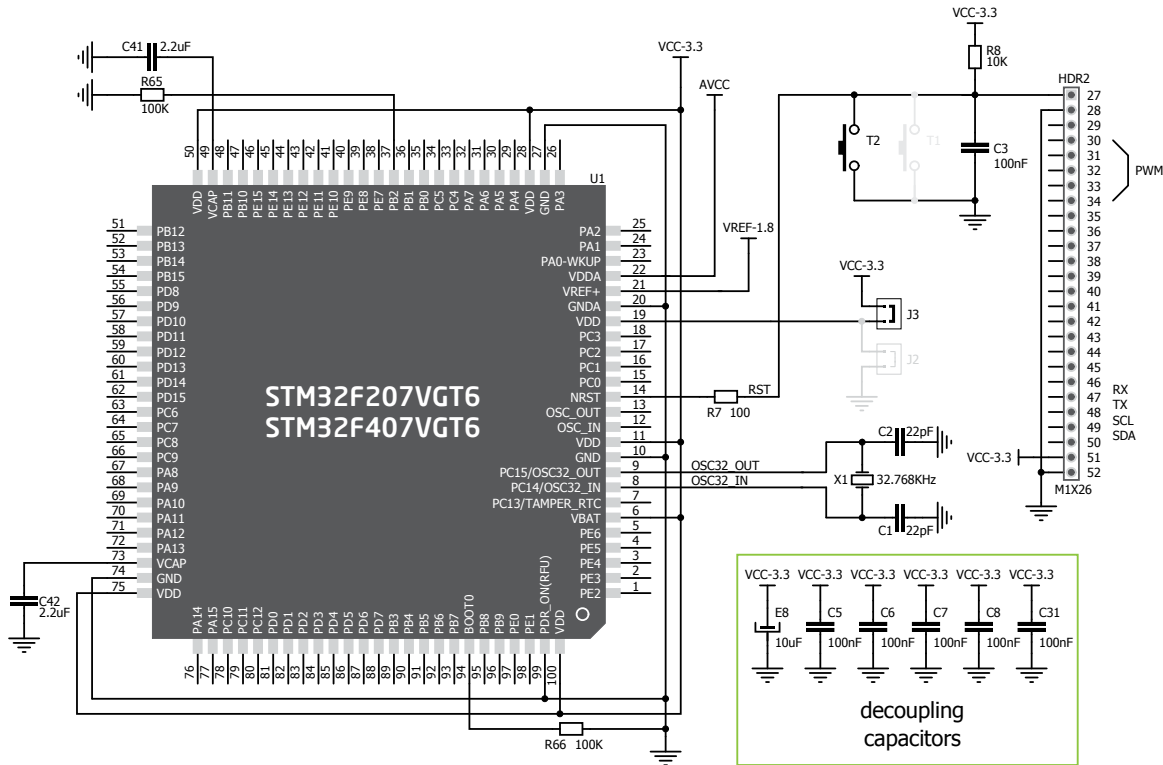 VCC-3.3
C41 2.2uF
R65
100K
VCC-3.3
AVCC
R8
10K
HDR2
T2
T1
C3
100nF
27
28
29
30
31
32
33
34
35
36
37
38
39
40
41
42
43
44
45
46
47
48
49
50
51
52
PWM
RX
TX
SCL
SDA
VCC-3.3
M1X26
50 49 48 47 46 45 44 43 42 41 40 39 38 37 36 35 34 33 32 31 30 29 28 27 26
U1
VDD VCAP PB11 PB10 PE15 PE14 PE13 PE12 PE11 PE10 PE9 PE8 PE7 PB2 PB1 PB0 PC5 PC4 PA7 PA6 PA5 PA4 VDD GND PA3
51 PB12
52 PB13
53 PB14
54 PB15
55 PD8
56 PD9
57 PD10
58 PD11
59 PD12
60 PD13
61 PD14
62 PD15
63 PC6
64 PC7
65 PC8
66 PC9
67 PA8
68 PA9
69 PA10
70 PA11
71 PA12
72 PA13
73 VCAP
74 GND
75 VDD
STM32F207VGT6
STM32F407VGT6
PA2 25
PA1 24
PA0-WKUP 23
VDDA 22
VREF+ 21
GNDA 20
VDD 19
PC3 18
PC2 17
PC1 16
PC0 15
NRST 14
OSC_OUT 13
OSC_IN 12
VDD 11
GND 10
PC15/OSC32_OUT 9
PC14/OSC32_IN 8
PC13/TAMPER_RTC 7
VBAT 6
PE6 5
PE5 4
PE4 3
PE3 2
PE2 1
VREF-1.8
VCC-3.3
J3
J2
RST
R7 100
OSC32_OUT
OSC32_IN
C2 22pF
X1 32.768KHz
C1 22pF
C42
2.2uF
PA14 PA15 PC10 PC11 PC12 PD0 PD1 PD2 PD3 PD4 PD5 PD6 PD7 PB3 PB4 PB5 PB6 PB7 BOOT0 PB8 PB9 PE0 PE1 PDR_ON(RFU) VDD
76 77 78 79 80 81 82 83 84 85 86 87 88 89 90 91 92 93 94 95 96 97 98 99 100
R66 100K
VCC-3.3 VCC-3.3 VCC-3.3 VCC-3.3 VCC-3.3 VCC-3.3
E8 C5 C6 C7 C8 C31
10uF 100nF 100nF 100nF 100nF 100nF
decoupling
capacitors